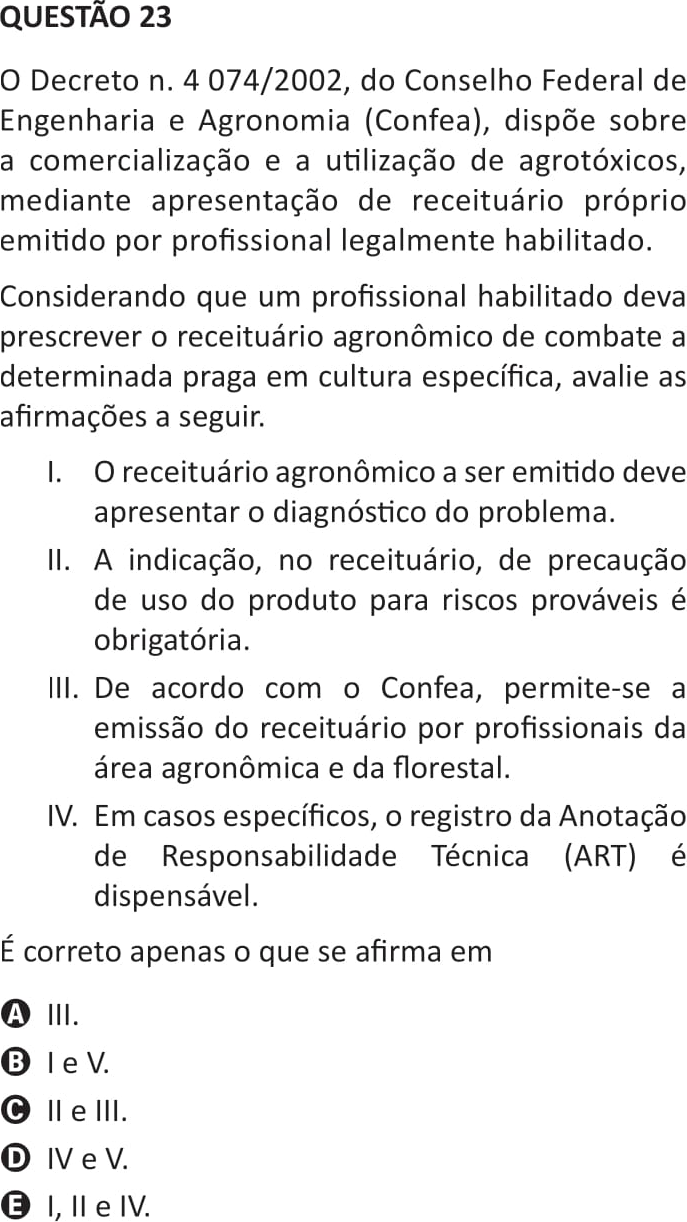 QUESTÃO 23
O Decreto n. 4 074/2002, do Conselho Federal de
Engenharia e Agronomia (Confea), dispõe sobre
a comercialização e a utilização de agrotóxicos,
mediante apresentação de receituário próprio
emitido por profissional legalmente habilitado.
Considerando que um profissional habilitado deva
prescrever o receituário agronômico de combate a
determinada praga em cultura específica, avalie as
afirmações a seguir.
I. O receituário agronômico a ser emitido deve
apresentar o diagnóstico do problema.
II. A indicação, no receituário, de precaução
de uso do produto para riscos prováveis é
obrigatória.
III. De acordo com o Confea, permite-se a
emissão do receituário por profissionais da
área agronômica e da florestal.
IV. Em casos específicos, o registro da Anotação
de Responsabilidade Técnica (ART) é
dispensável.
É correto apenas o que se afirma em
A III.
B I e V.
C II e III.
D IV e V.
E I, II e IV.